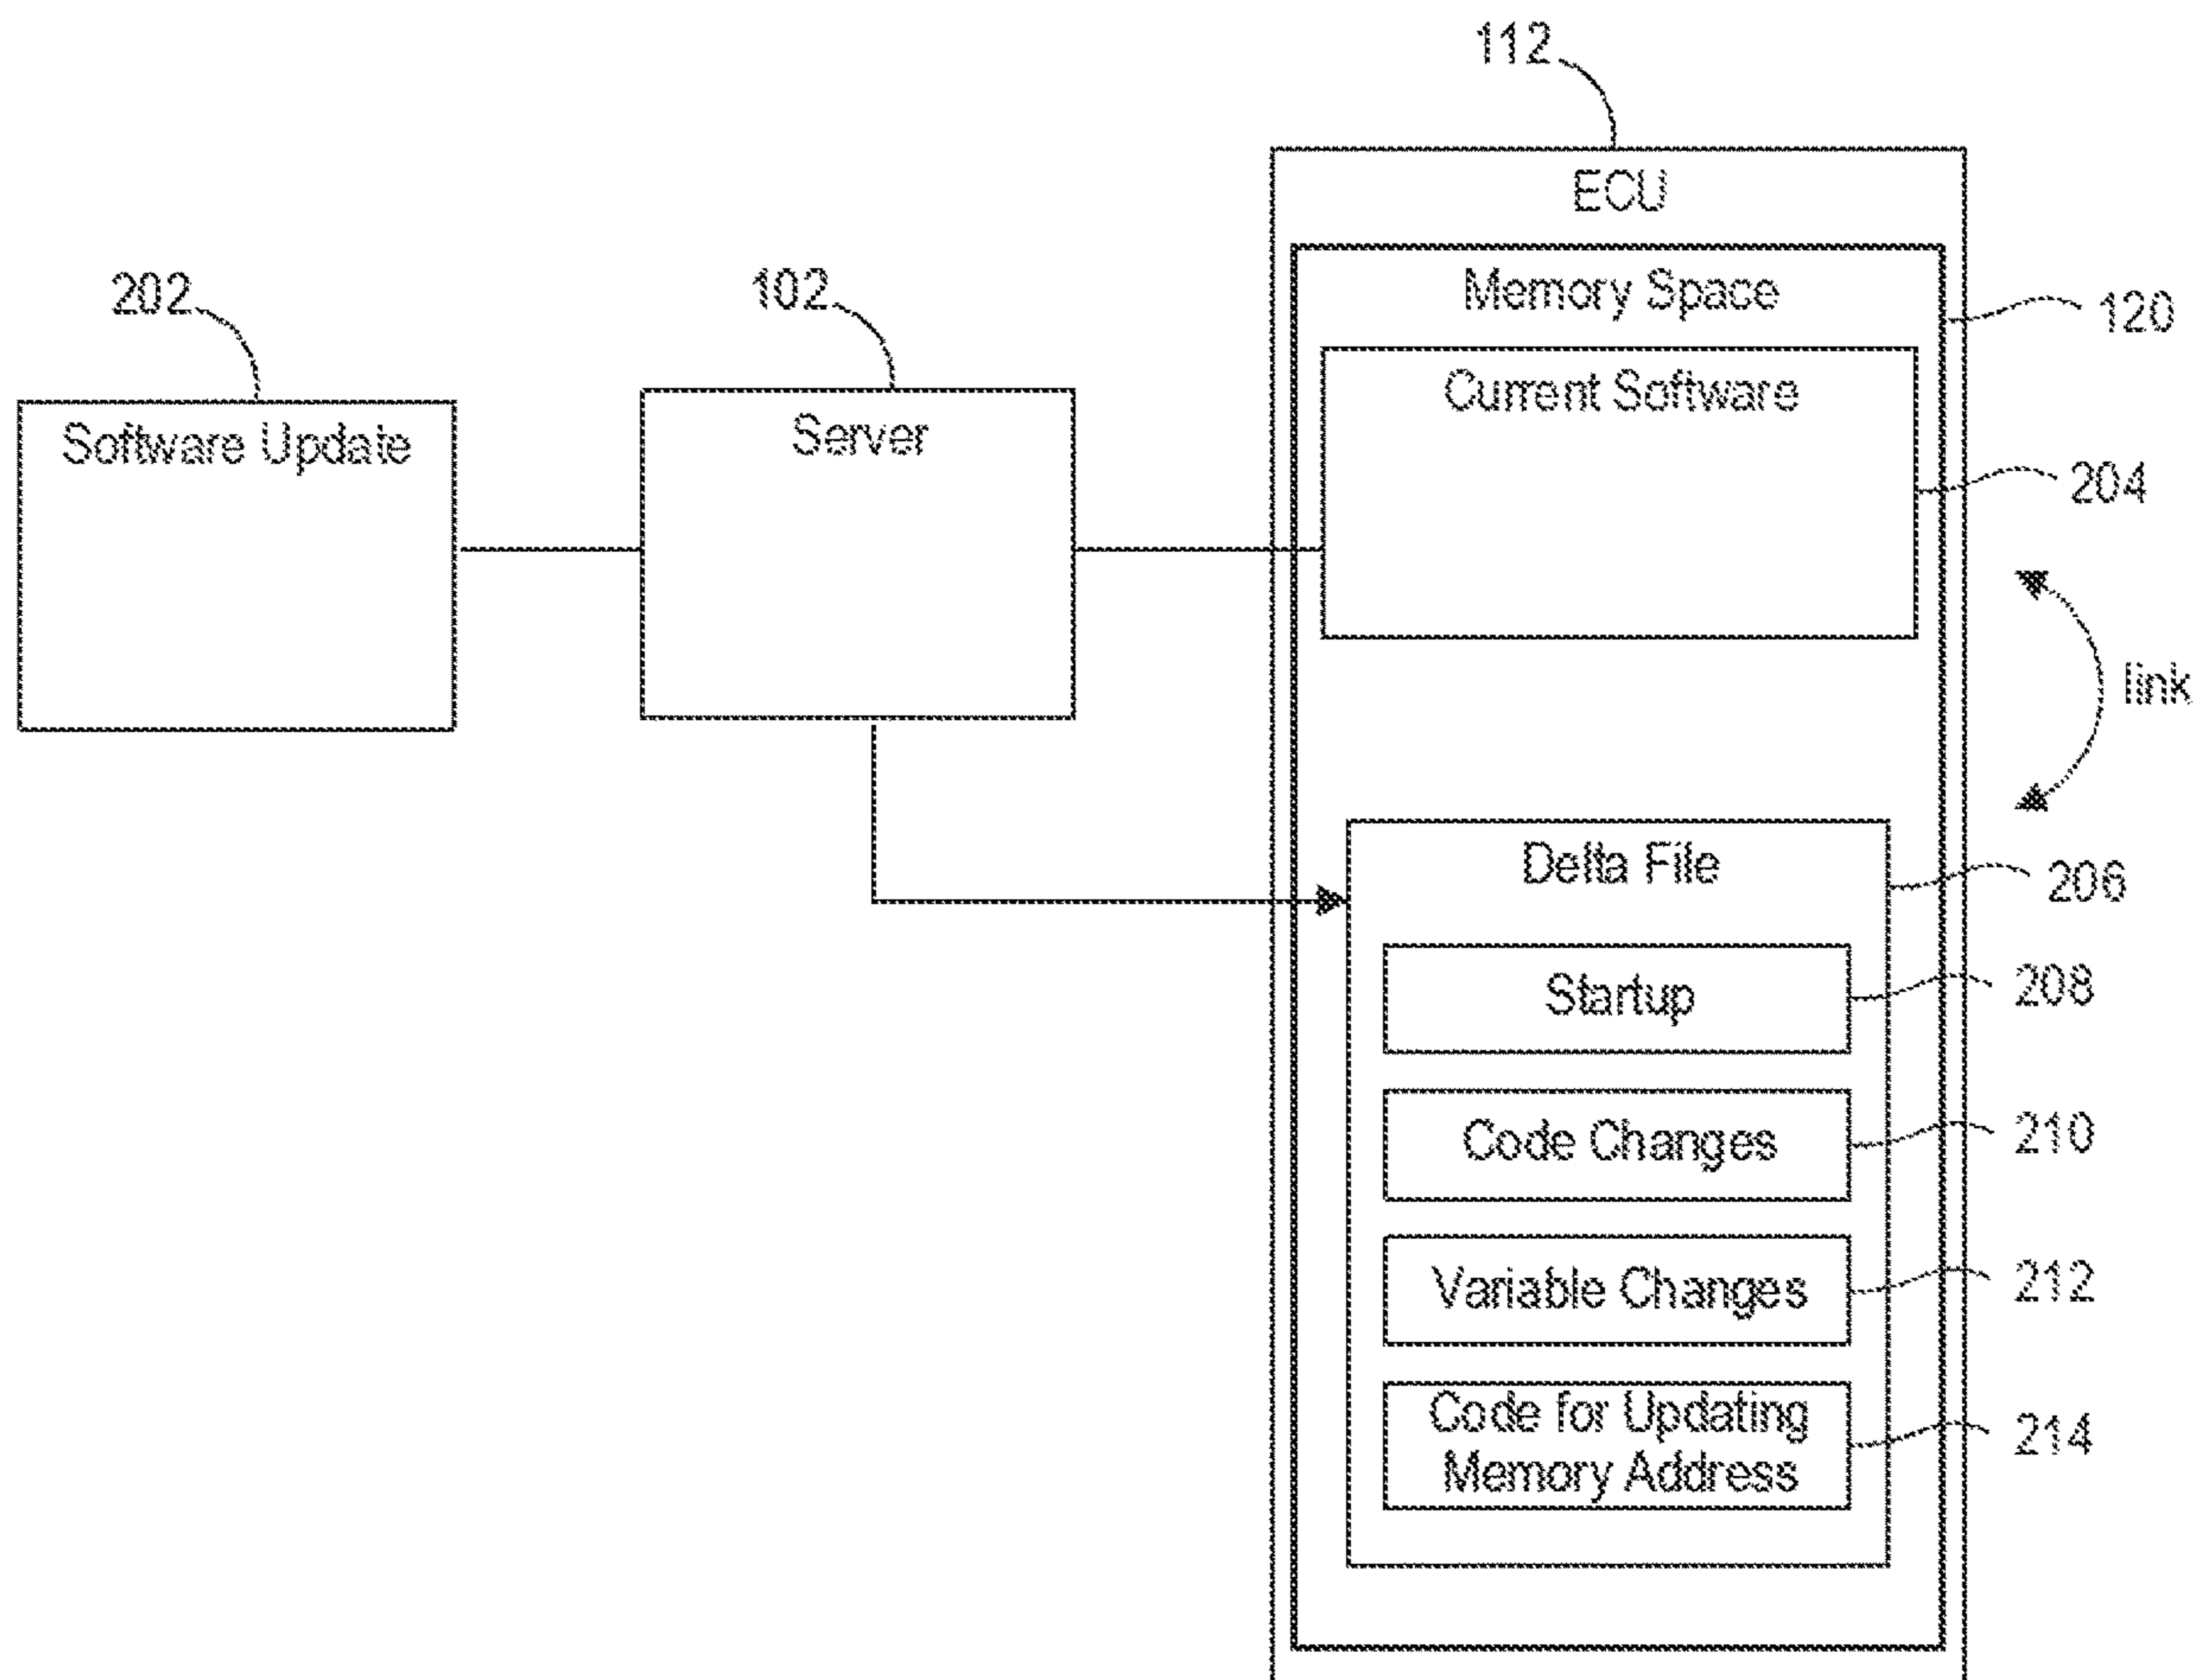 112
ECU
202
102
Memory Space
120
Software Update
Server
Current Software
204
link
Delta File
206
Startup
208
Code Changes
210
Variable Changes
212
Code for Updating
Memory Address
214